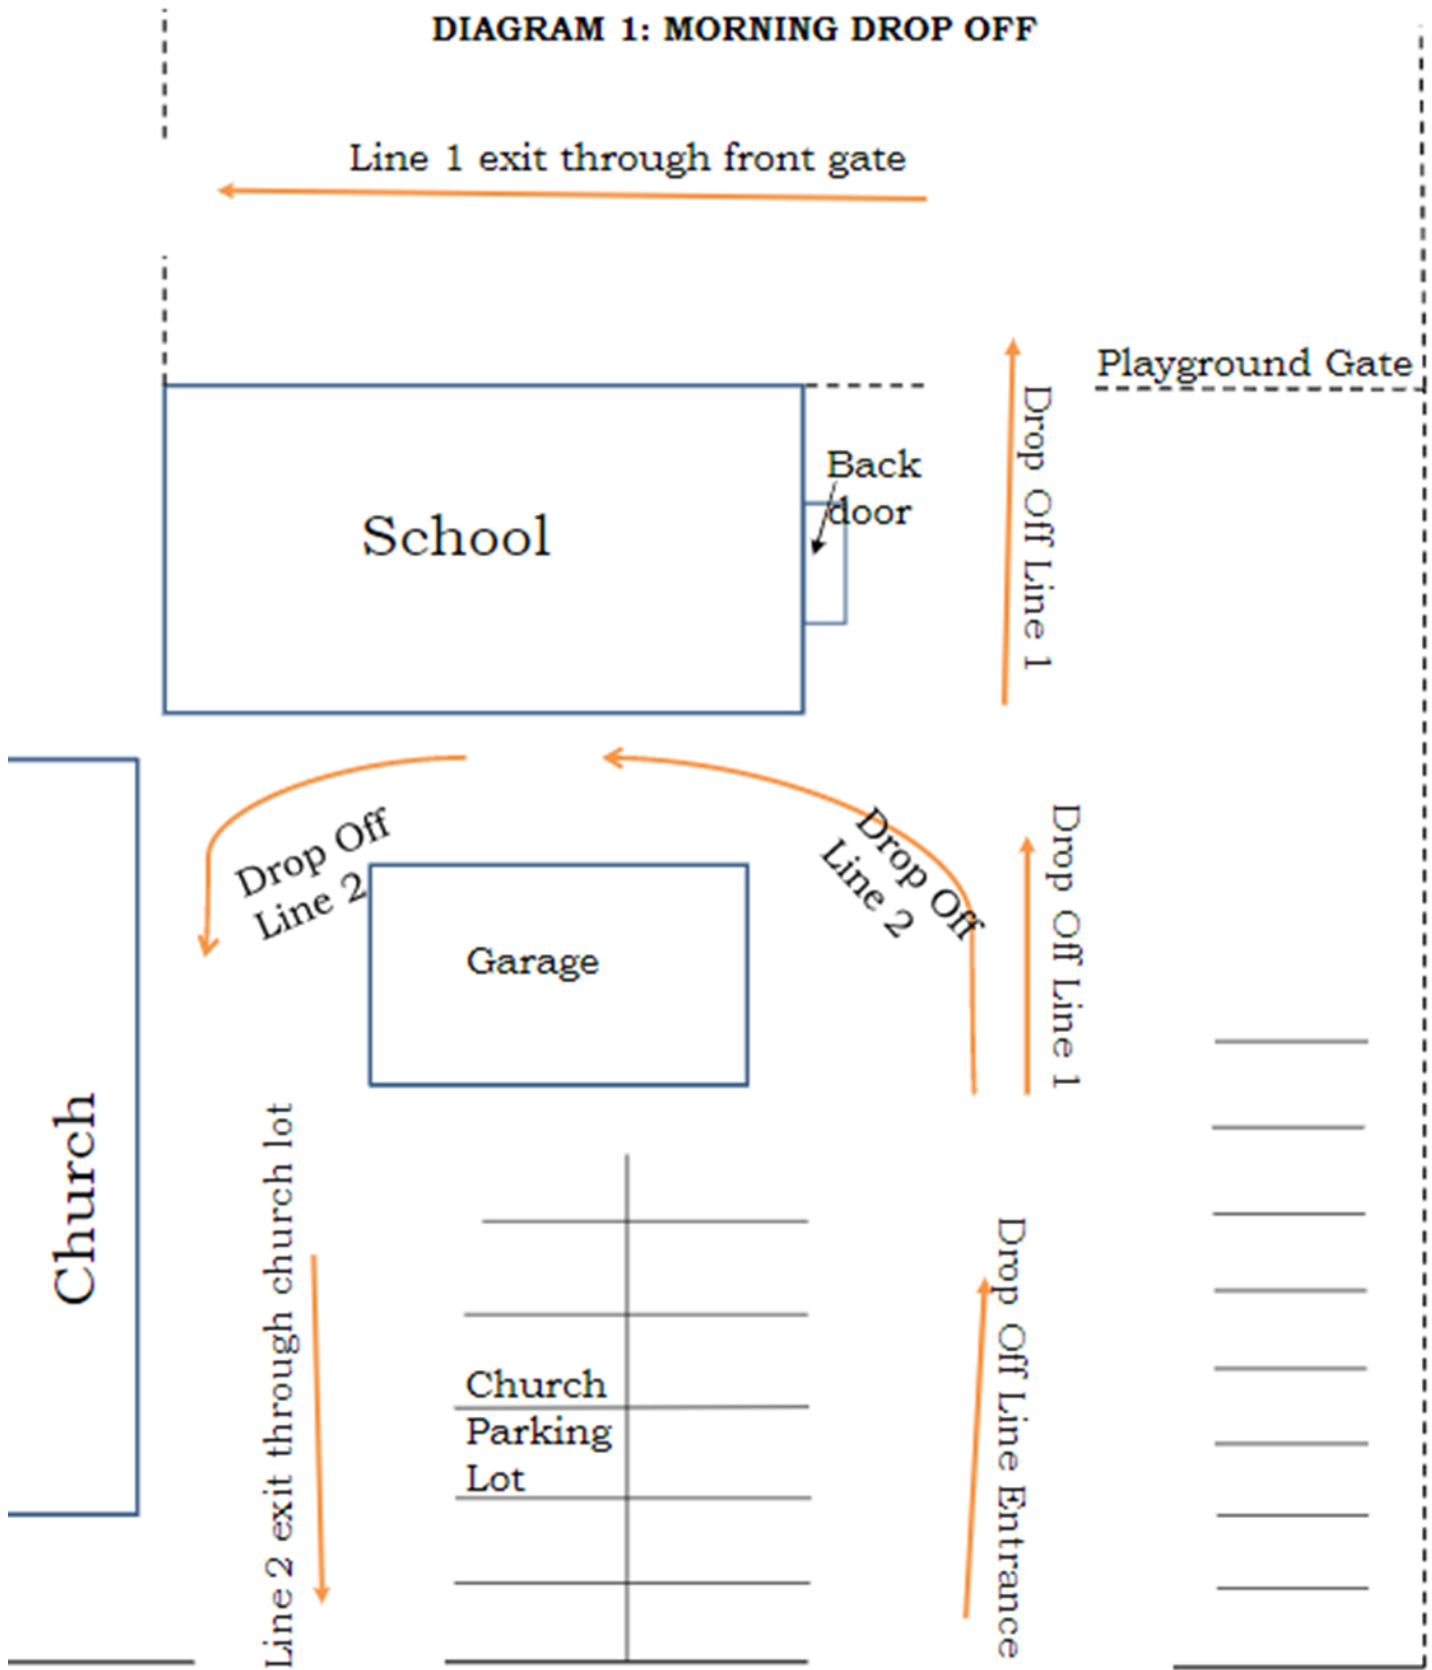 DIAGRAM 1: MORNING DROP OFF
Line 1 exit through front gate
Playground Gate
Drop Off Line 1
Back
door
School
Drop Off
Line 2
Drop Off
Line 2
Drop Off Line 1
Garage
Church
Line 2 exit through church lot
Church
Parking
Lot
Drop Off Line Entrance